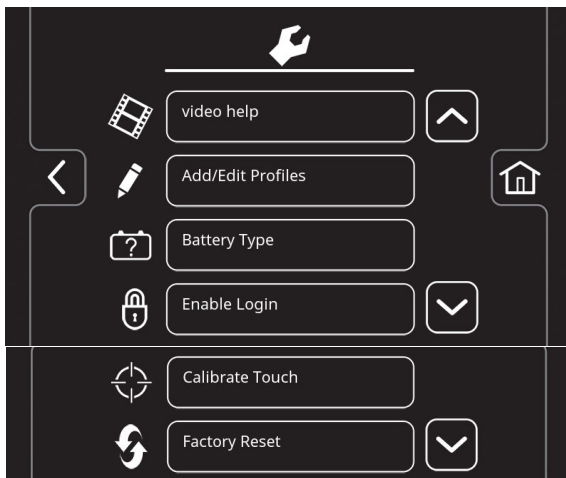 video help
Add/Edit Profiles
Battery Type
Enable Login
Calibrate Touch
Factory Reset